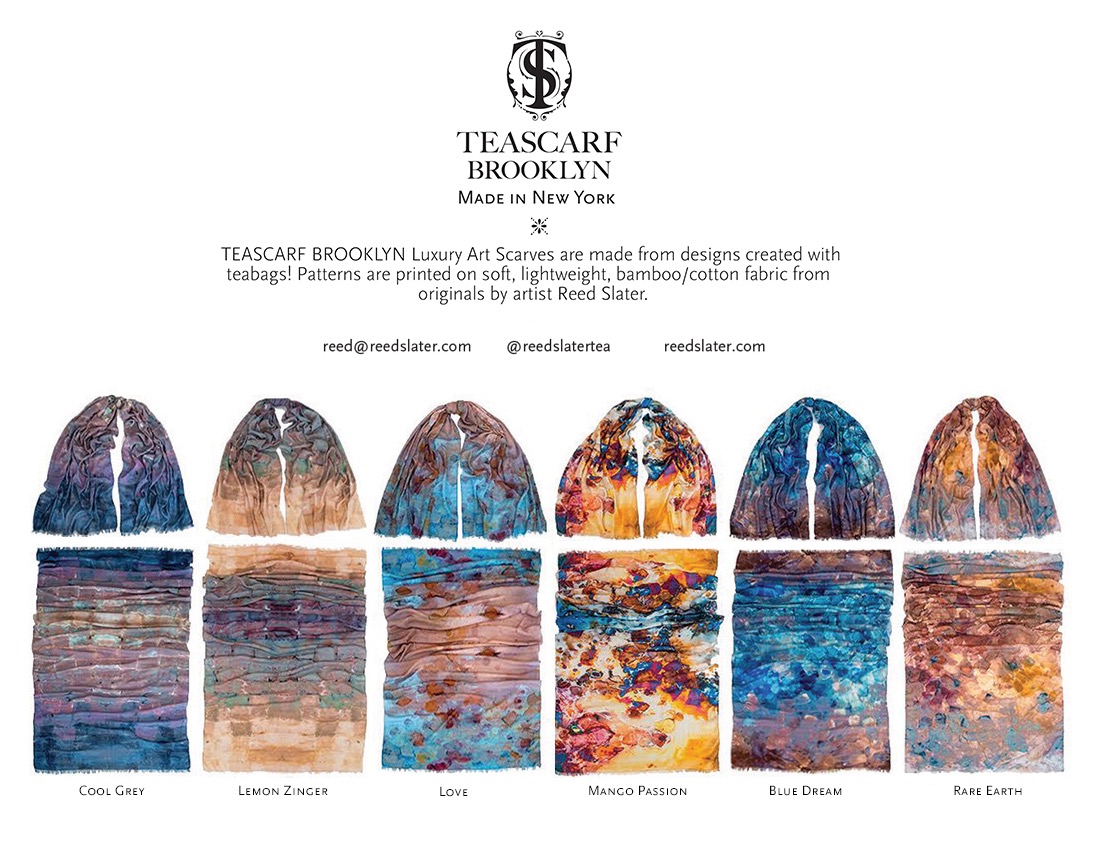 TEASCARF
BROOKLYN
MADE IN NEW YORK
TEASCARF BROOKLYN Luxury Art Scarves are made from designs created with
teabags! Patterns are printed on soft, lightweight, bamboo/cotton fabric from
originals by artist Reed Slater.
reed@reedslater.com @reedslatertea reedslater.com
COOL GREY LEMON ZINGER LOVE MANGO PASSION BLUE DREAM RARE EARTH